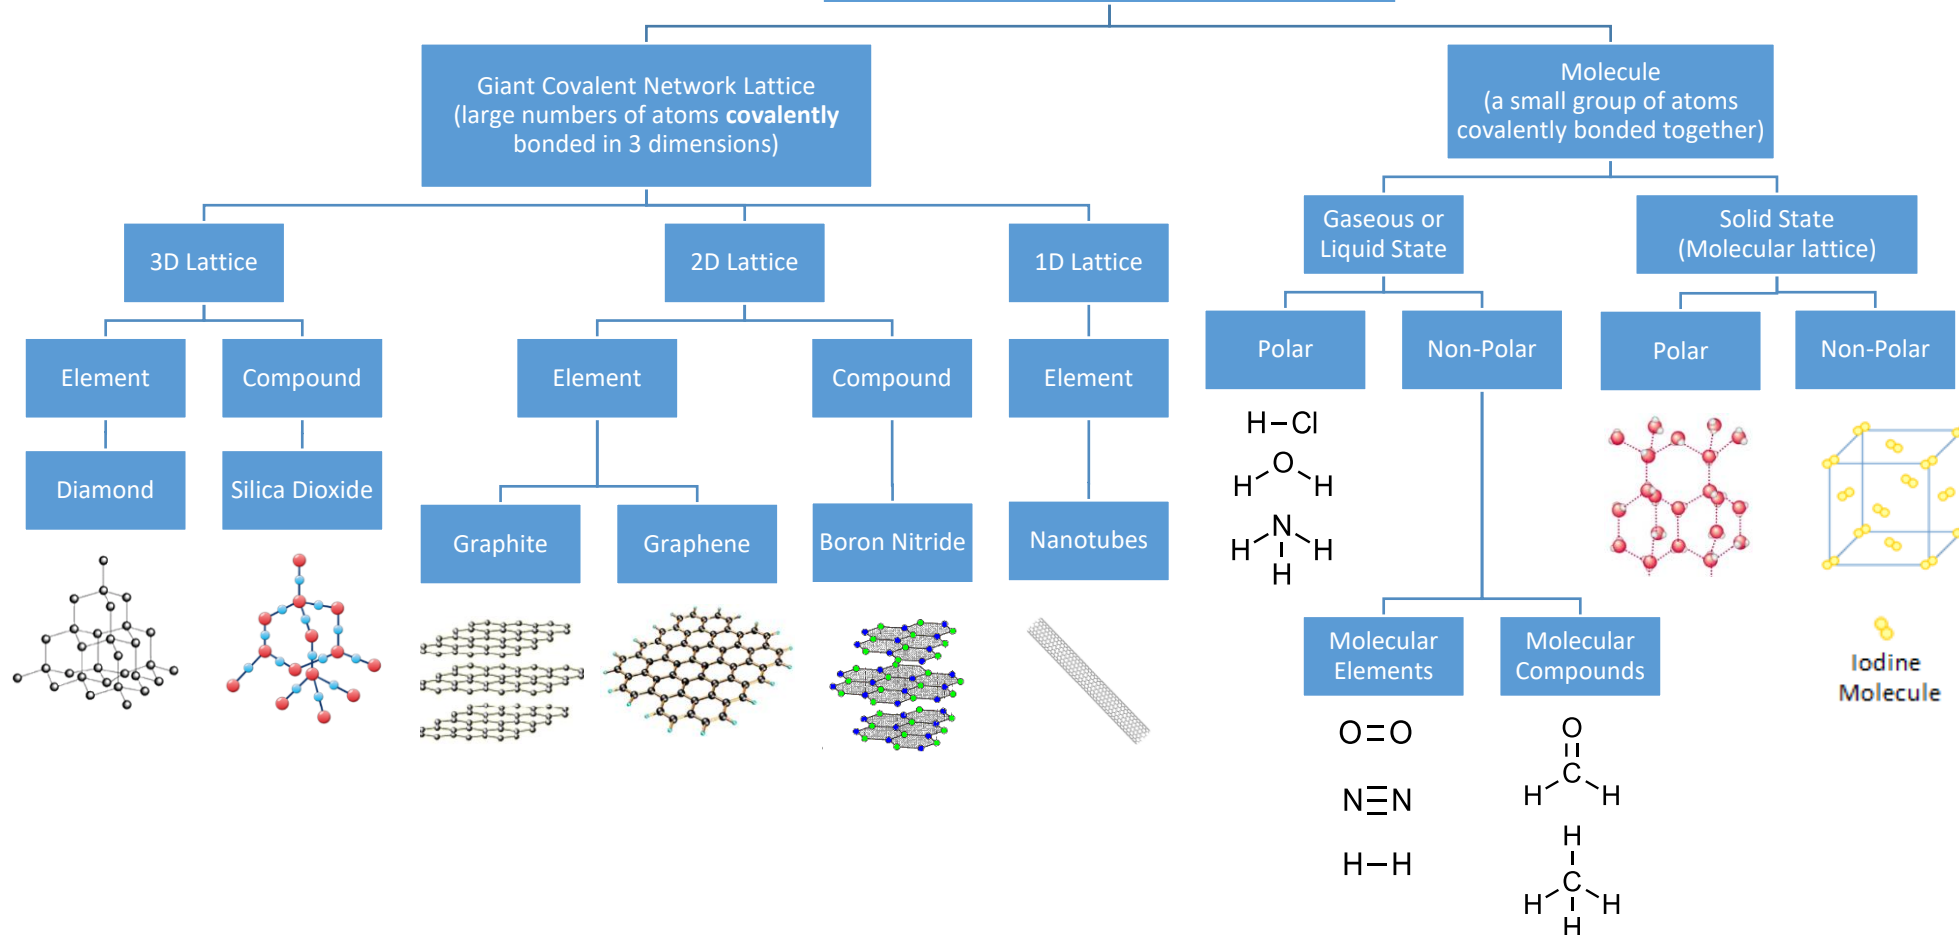 Giant Covalent Network Lattice
(large numbers of atoms covalently
bonded in 3 dimensions)
Molecule
(a small group of atoms
covalently bonded together)
3D Lattice
2D Lattice
1D Lattice
Gaseous or
Liquid State
Solid State
(Molecular lattice)
Element
Compound
Element
Compound
Element
Polar
Non-Polar
Polar
Non-Polar
Diamond
Silica Dioxide
Graphite
Graphene
Boron Nitride
Nanotubes
H–Cl
O
H H
N
H H
H
Molecular
Elements
Molecular
Compounds
O=O
N≡N
H–H
O
C
H H
H
C
H H
H
Iodine
Molecule